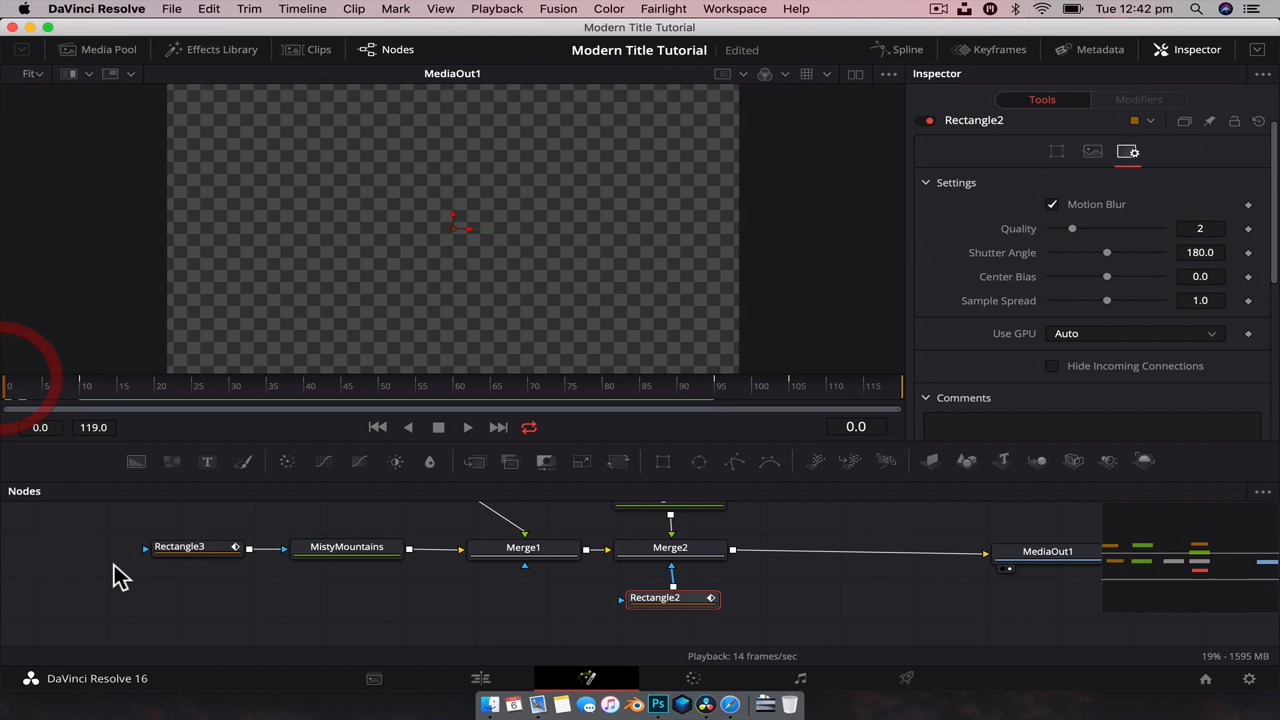 DaVinci Resolve File Edit Trim Timeline Clip Mark View Playback Fusion Color Fairlight Workspace Help Tue 12:42 pm
Modern Title Tutorial
Media Pool Effects Library Clips Nodes Modern Title Tutorial Edited Spline Keyframes Metadata Inspector
Fit MediaOut1 Inspector
Tools Modifiers
Rectangle2
Settings
Motion Blur
Quality 2
Shutter Angle 180.0
Center Bias 0.0
Sample Spread 1.0
Use GPU Auto
Hide Incoming Connections
0 5 10 15 20 25 30 35 40 45 50 55 60 65 70 75 80 85 90 95 100 105 110 115
Comments
0.0 119.0 0.0
Nodes
Rectangle3 MistyMountains Merge1 Merge2 MediaOut1
Rectangle2
Playback: 14 frames/sec 19% - 1595 MB
DaVinci Resolve 16
6
Ps